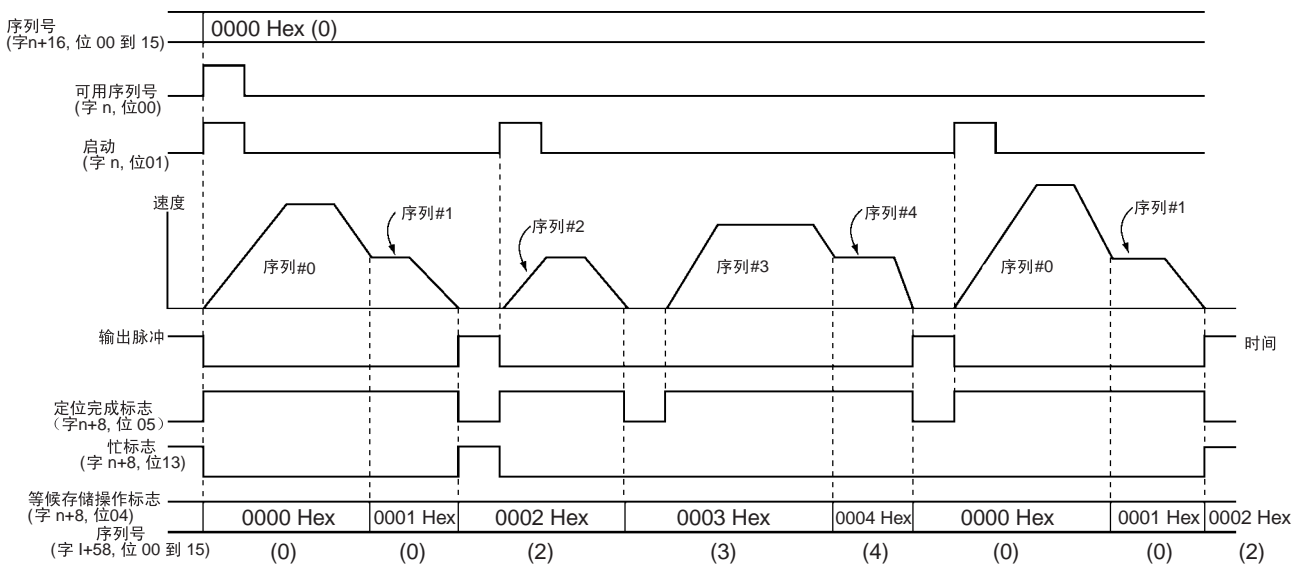 序列号
(字n+16, 位 00 到 15)
0000 Hex (0)
可用序列号
(字 n, 位00)
启动
(字 n, 位01)
速度
序列#0
序列#1
序列#2
序列#3
序列#4
序列#0
序列#1
输出脉冲
时间
定位完成标志
(字n+8, 位 05)
忙标志
(字 n+8, 位13)
等候存储操作标志
(字 n+8, 位04)
序列号
(字 I+58, 位 00 到 15)
0000 Hex 0001 Hex 0002 Hex 0003 Hex 0004 Hex 0000 Hex 0001 Hex 0002 Hex
(0) (0) (2) (3) (4) (0) (0) (2)